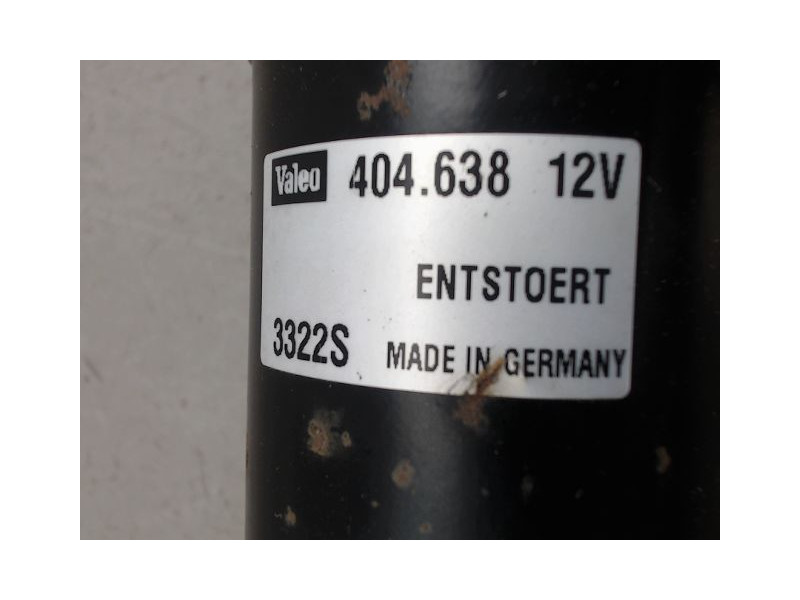 Valeo 404.638 12V
ENTSTOERT
3322S MADE IN GERMANY